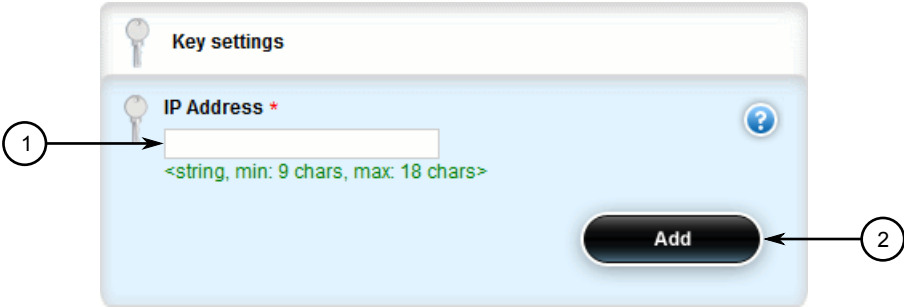 Key settings
IP Address *
1
<string, min: 9 chars, max: 18 chars>
Add
2